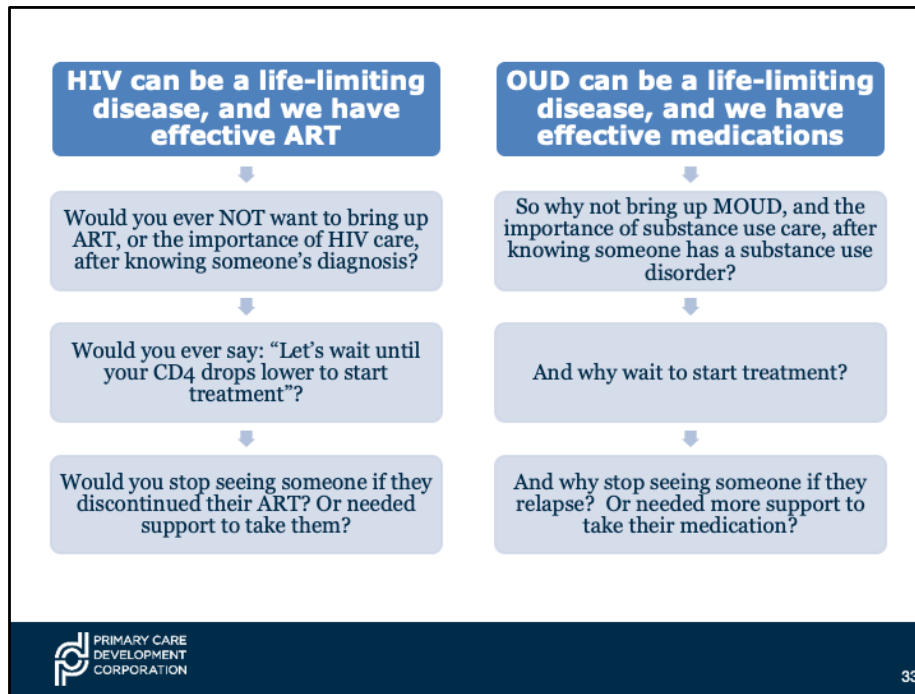 HIV can be a life-limiting
disease, and we have
effective ART
Would you ever NOT want to bring up
ART, or the importance of HIV care,
after knowing someone's diagnosis?
Would you ever say: “Let's wait until
your CD4 drops lower to start
treatment”?
Would you stop seeing someone if they
discontinued their ART? Or needed
support to take them?
OUD can be a life-limiting
disease, and we have
effective medications
So why not bring up MOUD, and the
importance of substance use care, after
knowing someone has a substance use
disorder?
And why wait to start treatment?
And why stop seeing someone if they
relapse?  Or needed more support to
take their medication?
PRIMARY CARE
DEVELOPMENT
CORPORATION
33